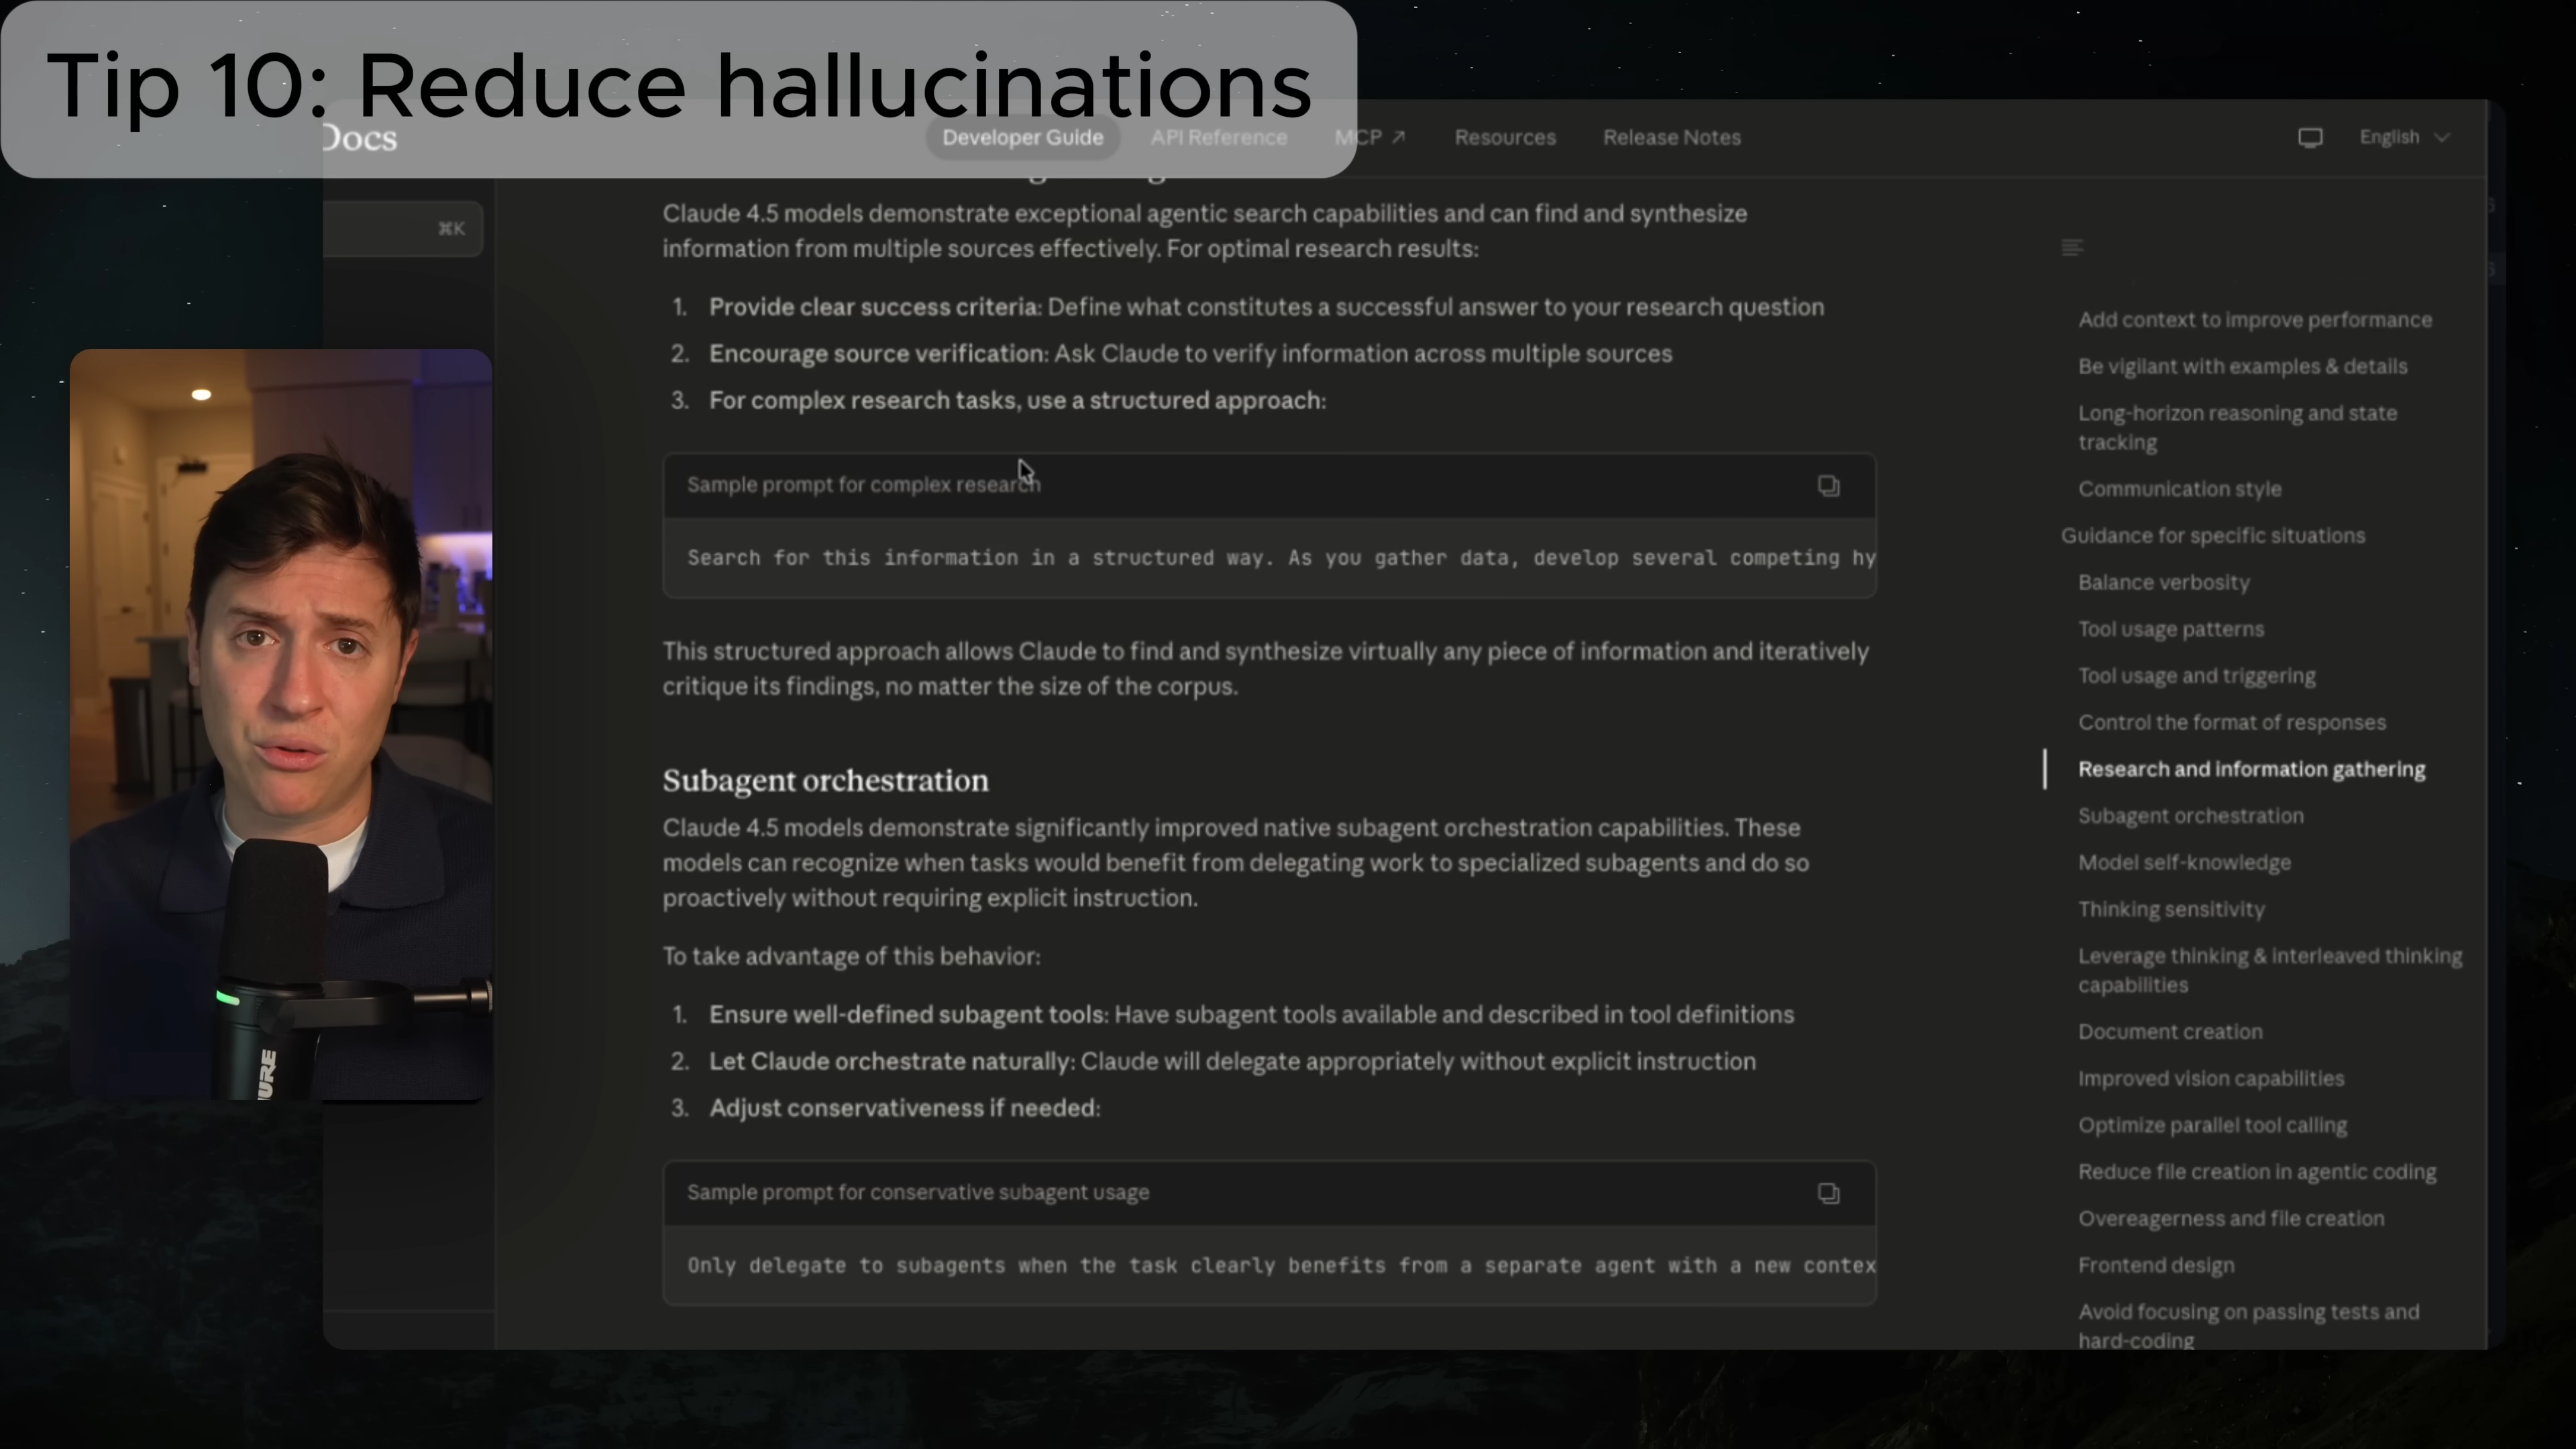 Tip 10: Reduce hallucinations
Docs
Developer Guide
API Reference
MCP ↗
Resources
Release Notes
English
⌘K
Claude 4.5 models demonstrate exceptional agentic search capabilities and can find and synthesize
information from multiple sources effectively. For optimal research results:
1. Provide clear success criteria: Define what constitutes a successful answer to your research question
2. Encourage source verification: Ask Claude to verify information across multiple sources
3. For complex research tasks, use a structured approach:
Sample prompt for complex research
Search for this information in a structured way. As you gather data, develop several competing hy
This structured approach allows Claude to find and synthesize virtually any piece of information and iteratively
critique its findings, no matter the size of the corpus.
Subagent orchestration
Claude 4.5 models demonstrate significantly improved native subagent orchestration capabilities. These
models can recognize when tasks would benefit from delegating work to specialized subagents and do so
proactively without requiring explicit instruction.
To take advantage of this behavior:
1. Ensure well-defined subagent tools: Have subagent tools available and described in tool definitions
2. Let Claude orchestrate naturally: Claude will delegate appropriately without explicit instruction
3. Adjust conservativeness if needed:
Sample prompt for conservative subagent usage
Only delegate to subagents when the task clearly benefits from a separate agent with a new contex
Add context to improve performance
Be vigilant with examples & details
Long-horizon reasoning and state
tracking
Communication style
Guidance for specific situations
Balance verbosity
Tool usage patterns
Tool usage and triggering
Control the format of responses
Research and information gathering
Subagent orchestration
Model self-knowledge
Thinking sensitivity
Leverage thinking & interleaved thinking
capabilities
Document creation
Improved vision capabilities
Optimize parallel tool calling
Reduce file creation in agentic coding
Overeagerness and file creation
Frontend design
Avoid focusing on passing tests and
hard-coding
URE